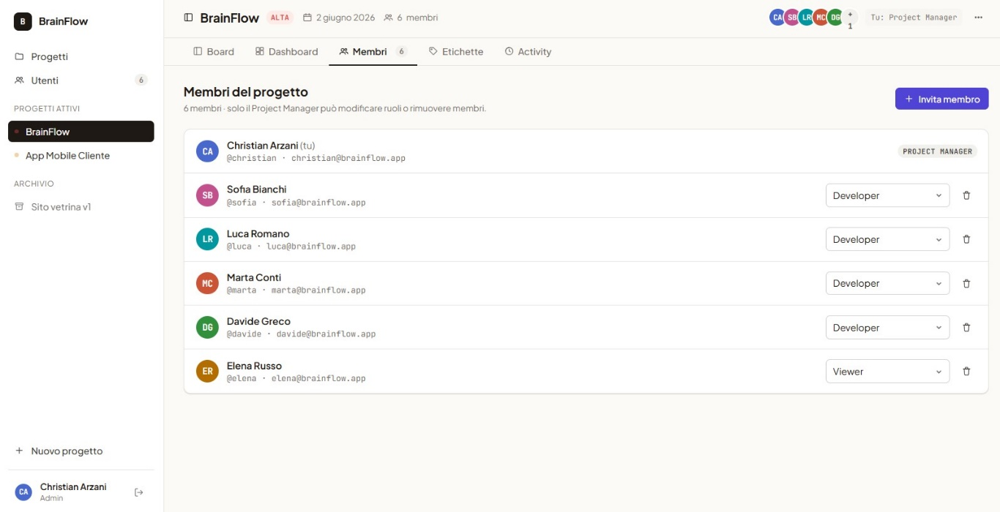 B BrainFlow
Progetti
Utenti 6
PROGETTI ATTIVI
BrainFlow
App Mobile Cliente
ARCHIVIO
Sito vetrina v1
Nuovo progetto
CA Christian Arzani
Admin
BrainFlow ALTA 2 giugno 2026 6 membri
CA SB LR MC DG +1 Tu: Project Manager
Board Dashboard Membri 6 Etichette Activity
Membri del progetto
6 membri · solo il Project Manager può modificare ruoli o rimuovere membri.
+ Invita membro
CA Christian Arzani (tu)
@christian · christian@brainflow.app
PROJECT MANAGER
SB Sofia Bianchi
@sofia · sofia@brainflow.app
Developer
LR Luca Romano
@luca · luca@brainflow.app
Developer
MC Marta Conti
@marta · marta@brainflow.app
Developer
DG Davide Greco
@davide · davide@brainflow.app
Developer
ER Elena Russo
@elena · elena@brainflow.app
Viewer